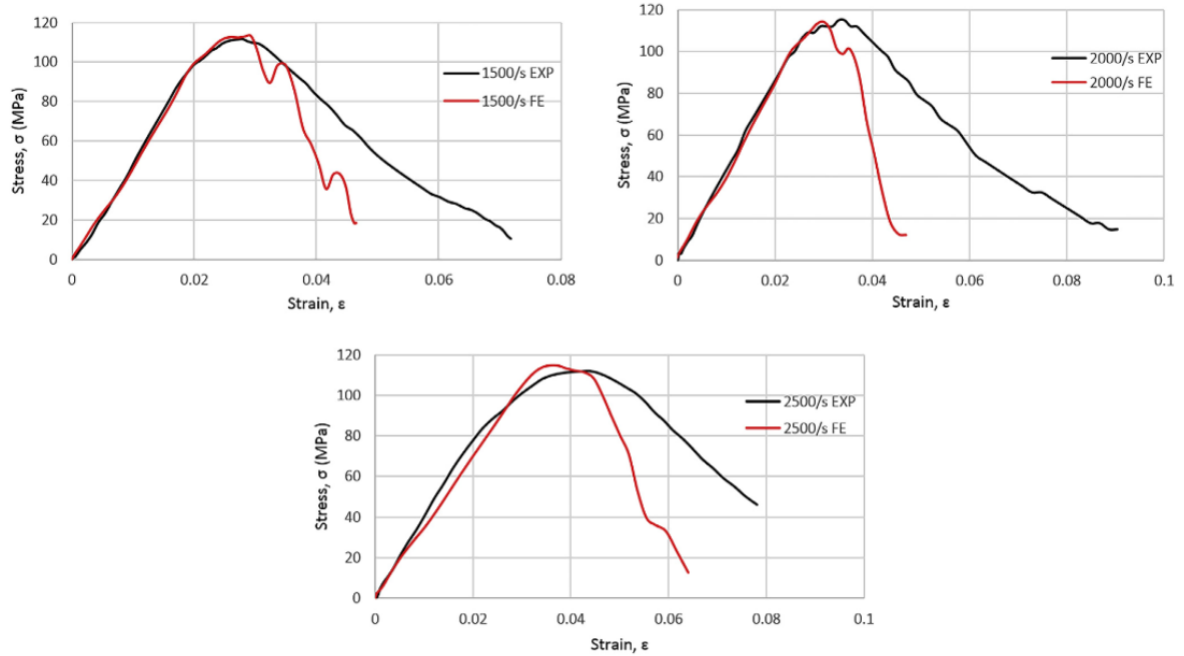 120
100
80
60
40
20
0
Stress, σ (MPa)
1500/s EXP
1500/s FE
0 0.02 0.04 0.06 0.08
Strain, ε
120
100
80
60
40
20
0
Stress, σ (MPa)
2000/s EXP
2000/s FE
0 0.02 0.04 0.06 0.08 0.1
Strain, ε
120
100
80
60
40
20
0
Stress, σ (MPa)
2500/s EXP
2500/s FE
0 0.02 0.04 0.06 0.08 0.1
Strain, ε